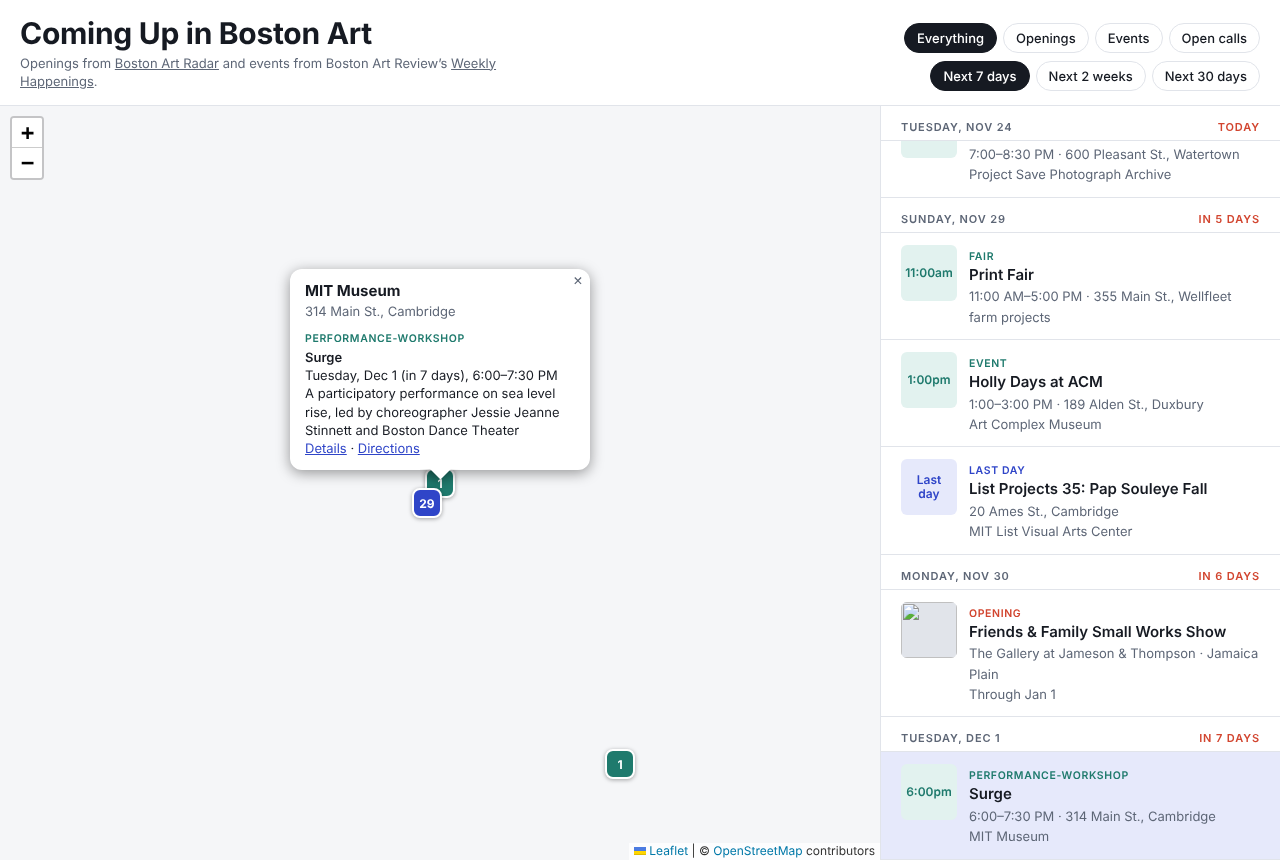 Coming Up in Boston Art
Openings from Boston Art Radar and events from Boston Art Review’s Weekly
Happenings.
Everything
Openings
Events
Open calls
Next 7 days
Next 2 weeks
Next 30 days
+
−
MIT Museum
×
314 Main St., Cambridge
PERFORMANCE-WORKSHOP
Surge
Tuesday, Dec 1 (in 7 days), 6:00–7:30 PM
A participatory performance on sea level
rise, led by choreographer Jessie Jeanne
Stinnett and Boston Dance Theater
Details · Directions
1
29
1
Leaflet | © OpenStreetMap contributors
TUESDAY, NOV 24 TODAY
7:00–8:30 PM · 600 Pleasant St., Watertown
Project Save Photograph Archive
SUNDAY, NOV 29 IN 5 DAYS
11:00am
FAIR
Print Fair
11:00 AM–5:00 PM · 355 Main St., Wellfleet
farm projects
1:00pm
EVENT
Holly Days at ACM
1:00–3:00 PM · 189 Alden St., Duxbury
Art Complex Museum
Last
day
LAST DAY
List Projects 35: Pap Souleye Fall
20 Ames St., Cambridge
MIT List Visual Arts Center
MONDAY, NOV 30 IN 6 DAYS
OPENING
Friends & Family Small Works Show
The Gallery at Jameson & Thompson · Jamaica
Plain
Through Jan 1
TUESDAY, DEC 1 IN 7 DAYS
6:00pm
PERFORMANCE-WORKSHOP
Surge
6:00–7:30 PM · 314 Main St., Cambridge
MIT Museum